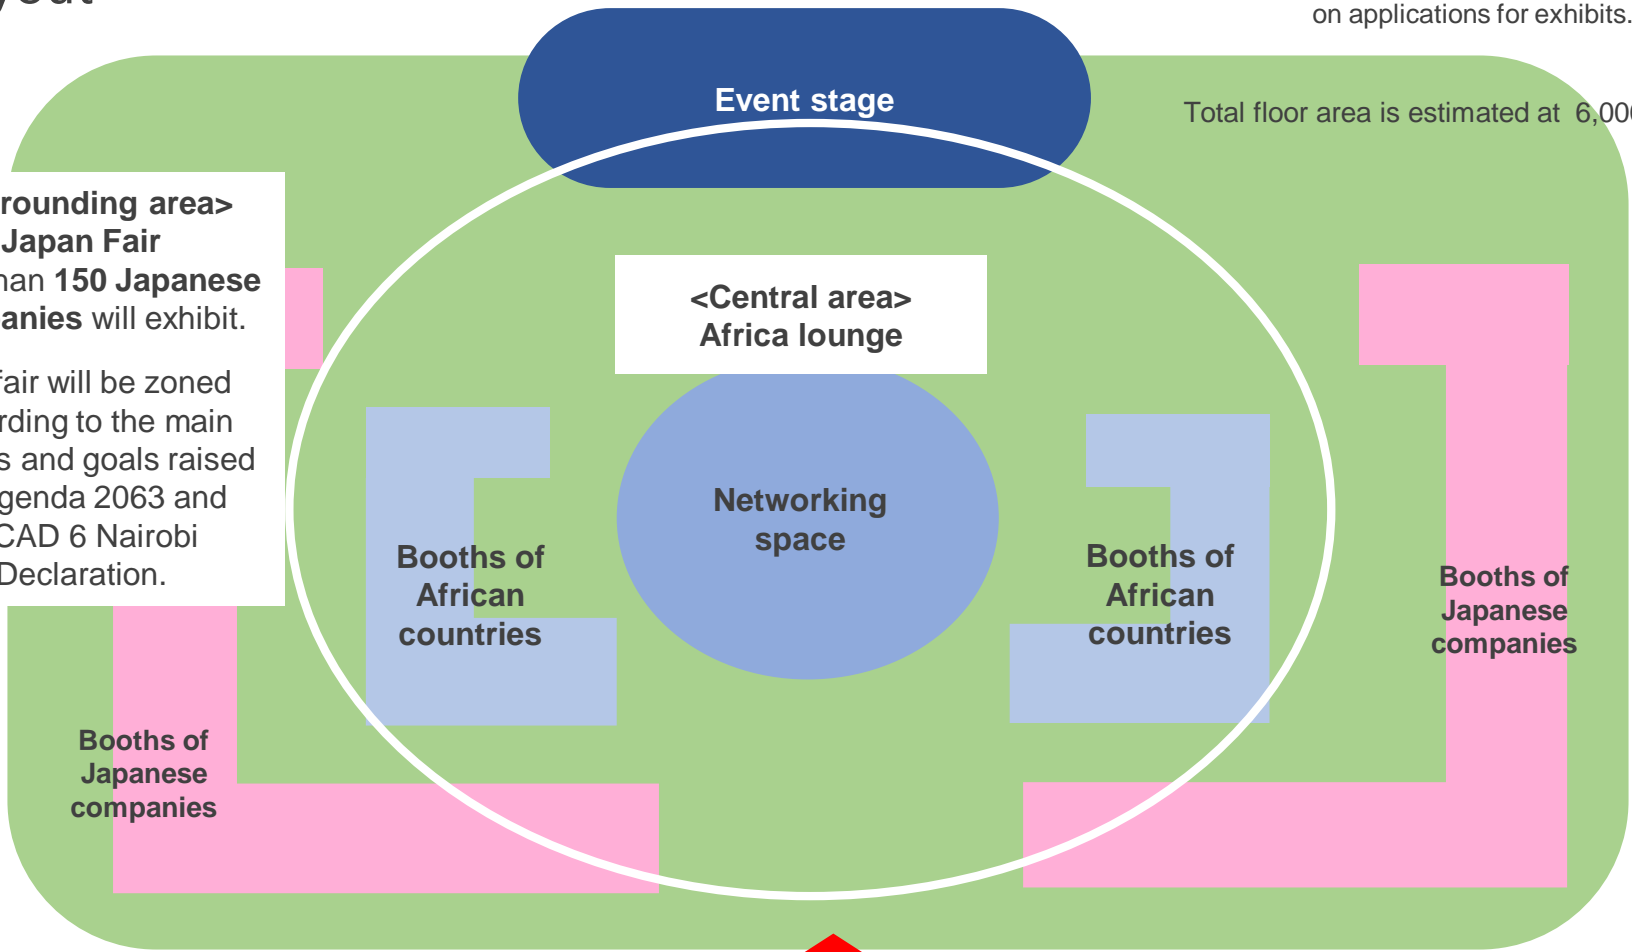 on applications for exhibits.
Event stage
Total floor area is estimated at 6,000
rounding area>
Japan Fair
han 150 Japanese
anies will exhibit.
fair will be zoned
rding to the main
s and goals raised
genda 2063 and
CAD 6 Nairobi
Declaration.
<Central area>
Africa lounge
Networking
space
Booths of
African
countries
Booths of
African
countries
Booths of
Japanese
companies
Booths of
Japanese
companies